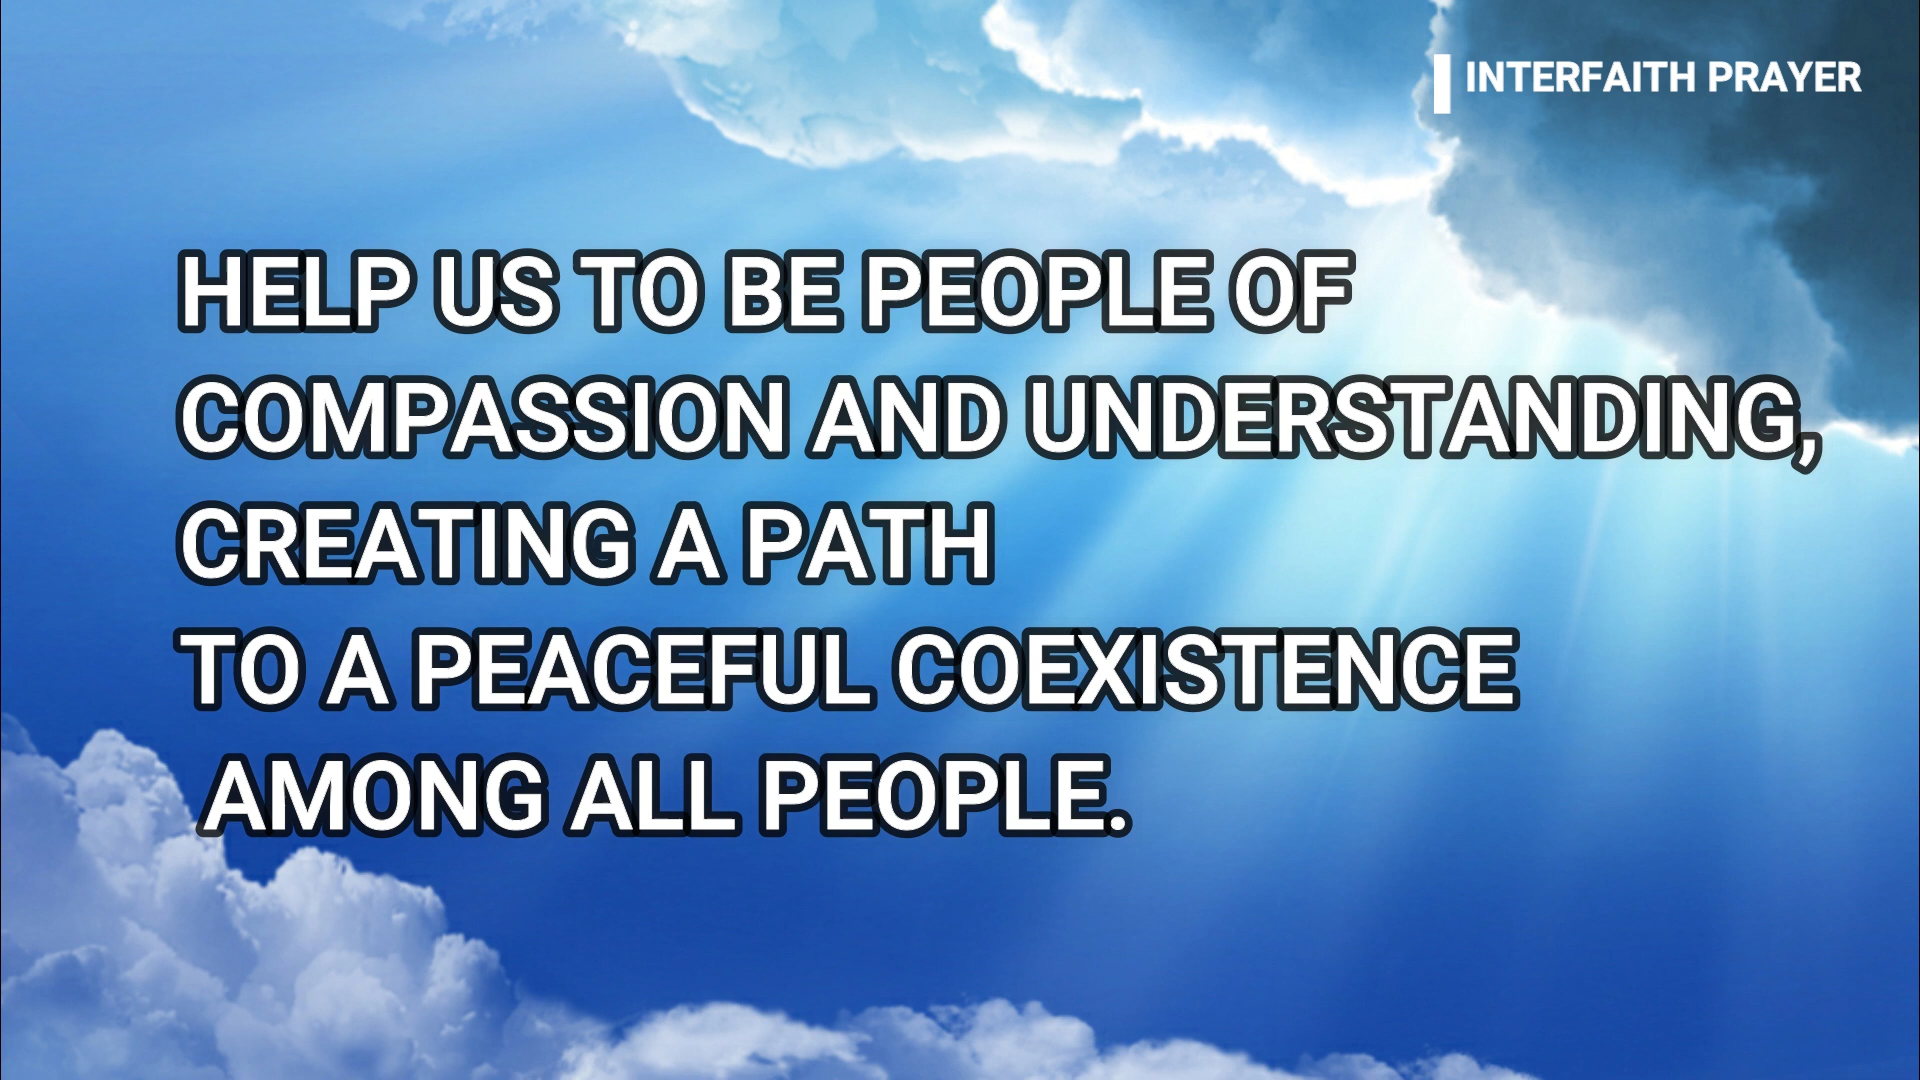 INTERFAITH PRAYER
HELP US TO BE PEOPLE OF
COMPASSION AND UNDERSTANDING,
CREATING A PATH
TO A PEACEFUL COEXISTENCE
AMONG ALL PEOPLE.